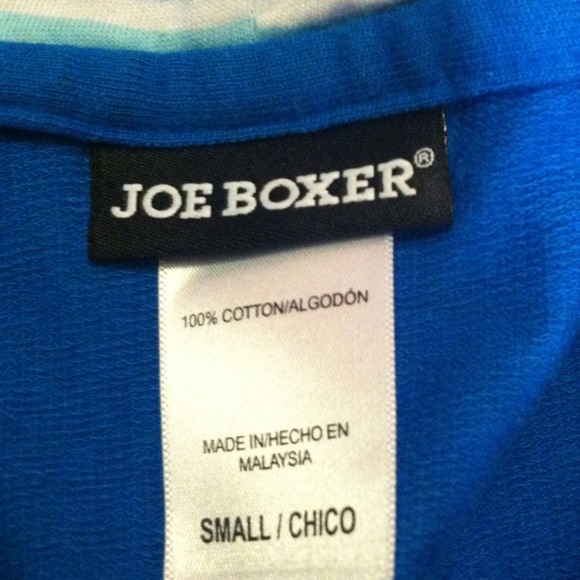 JOE BOXER®
100% COTTON/ALGODÓN
MADE IN/HECHO EN
MALAYSIA
SMALL / CHICO